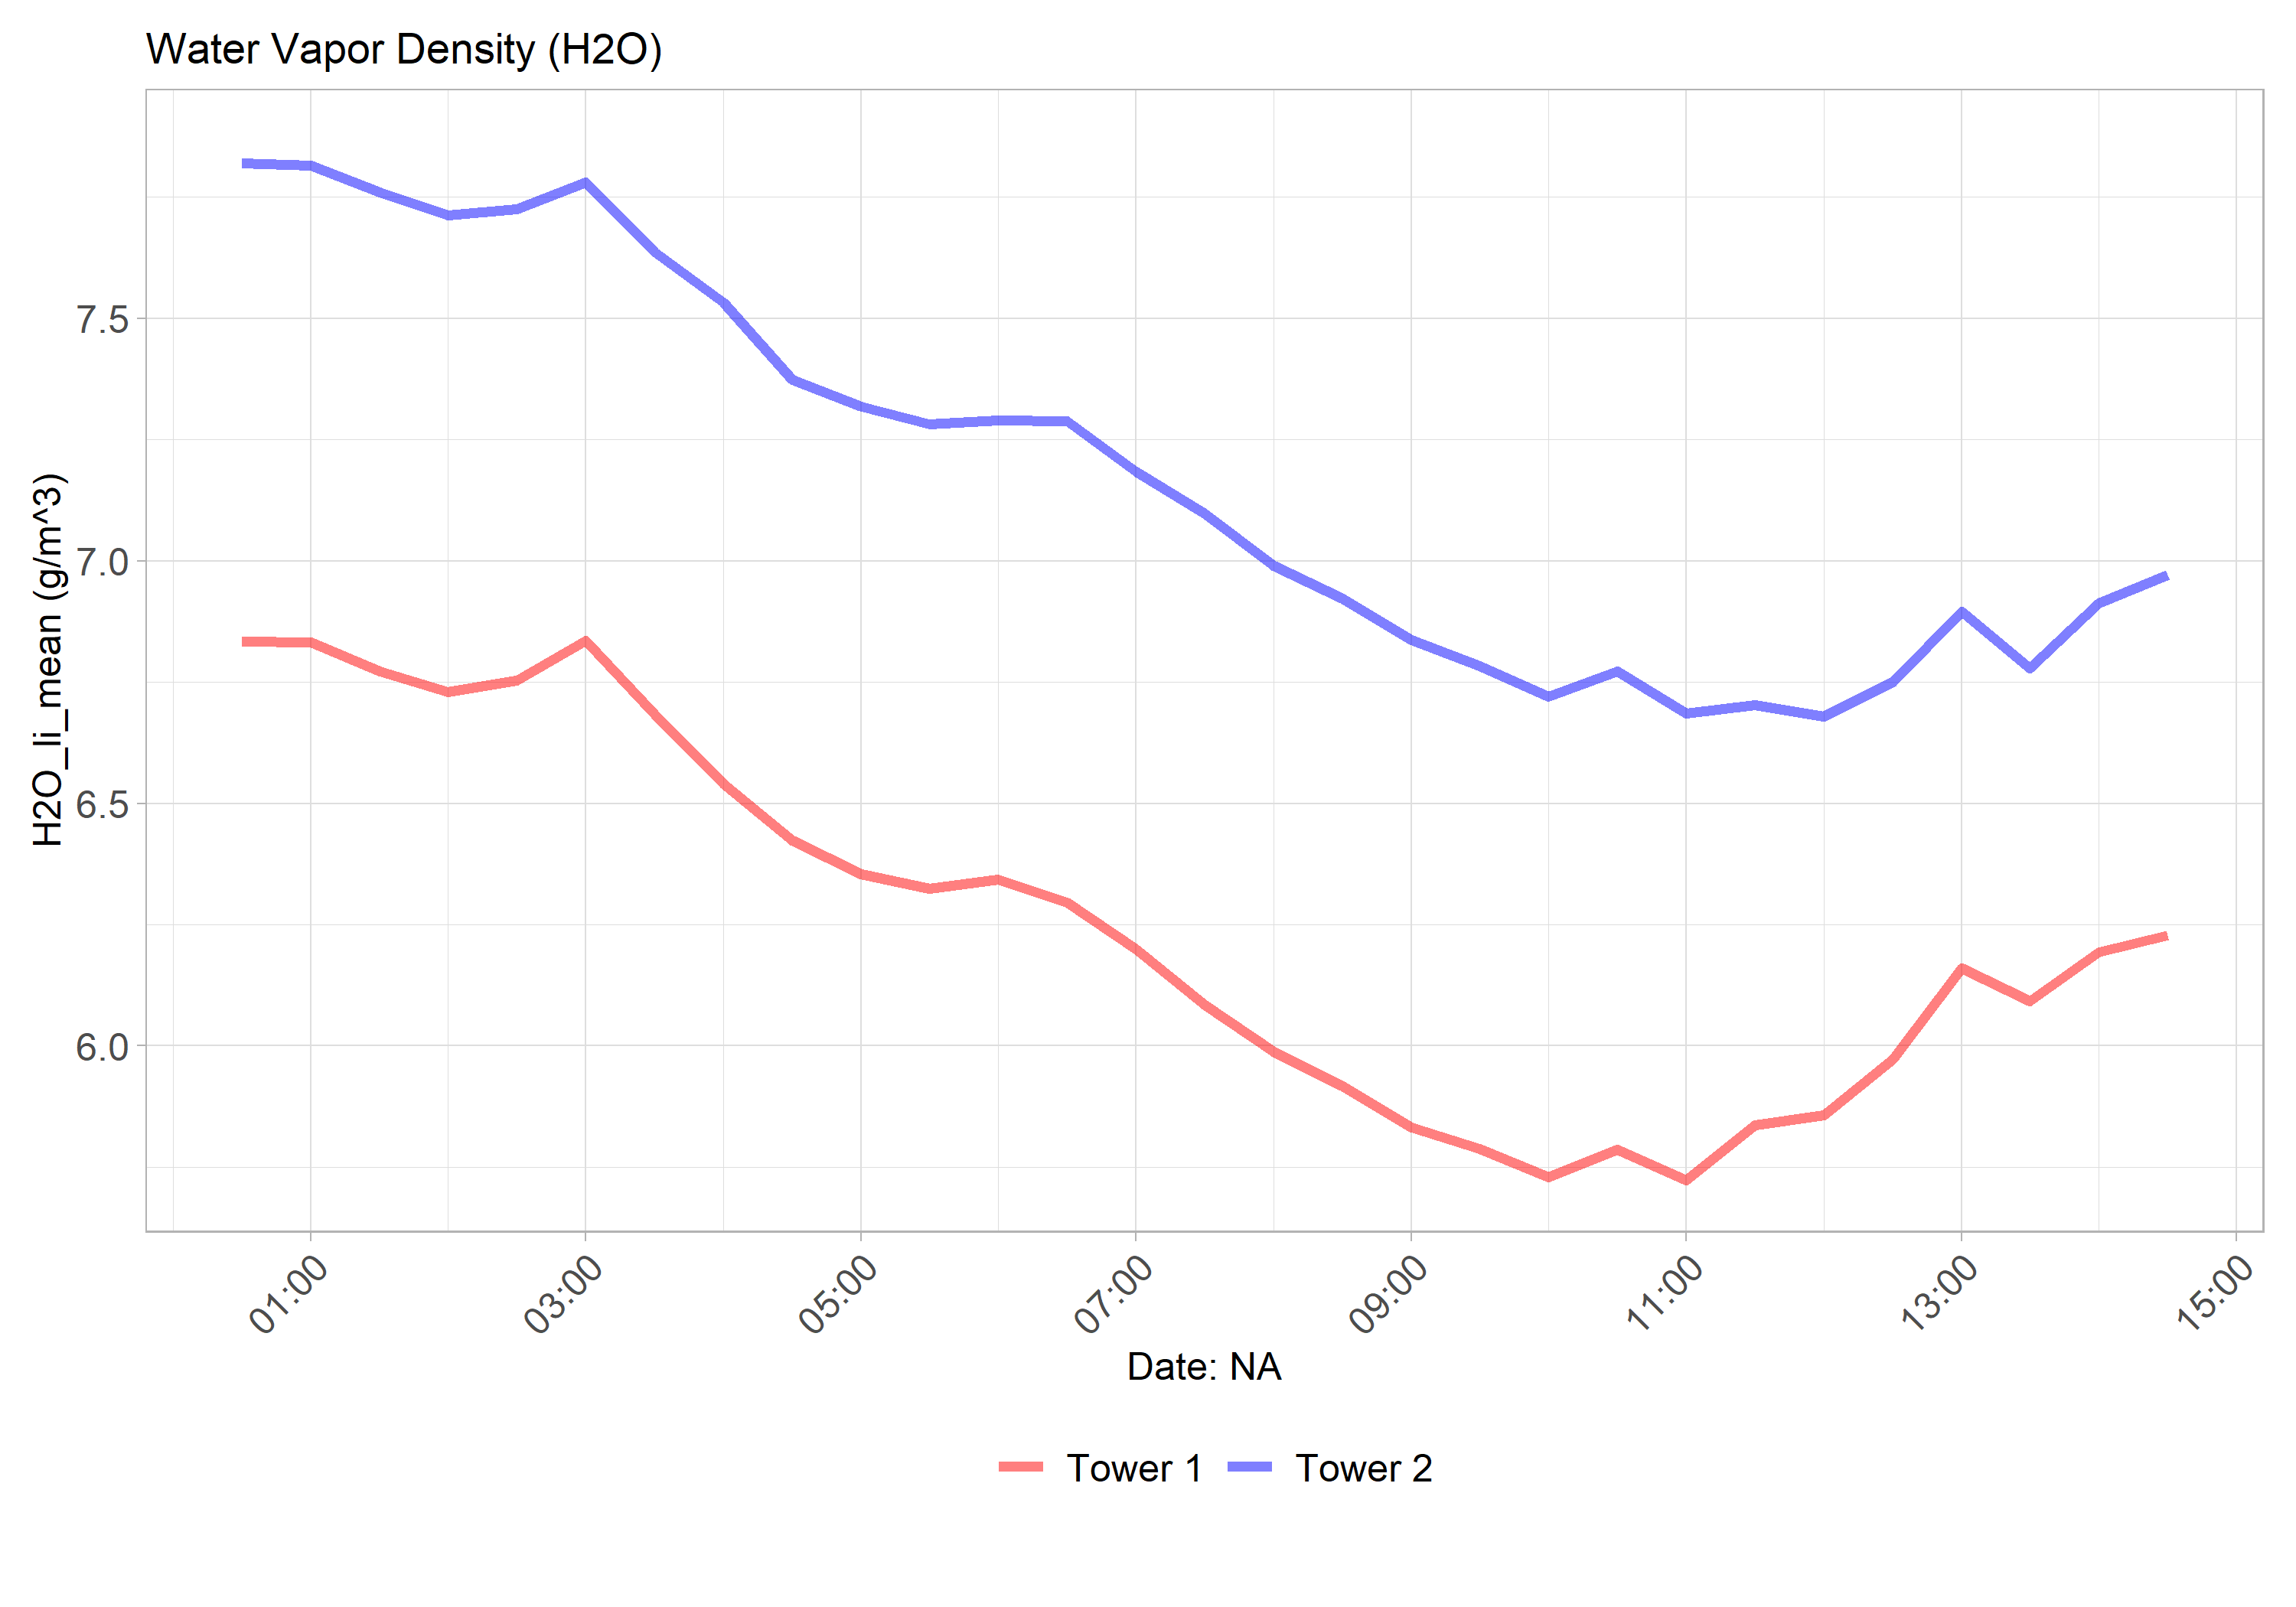 Water Vapor Density (H2O)
H2O_li_mean (g/m^3)
7.5
7.0
6.5
6.0
01:00
03:00
05:00
07:00
09:00
11:00
13:00
15:00
Date: NA
Tower 1
Tower 2